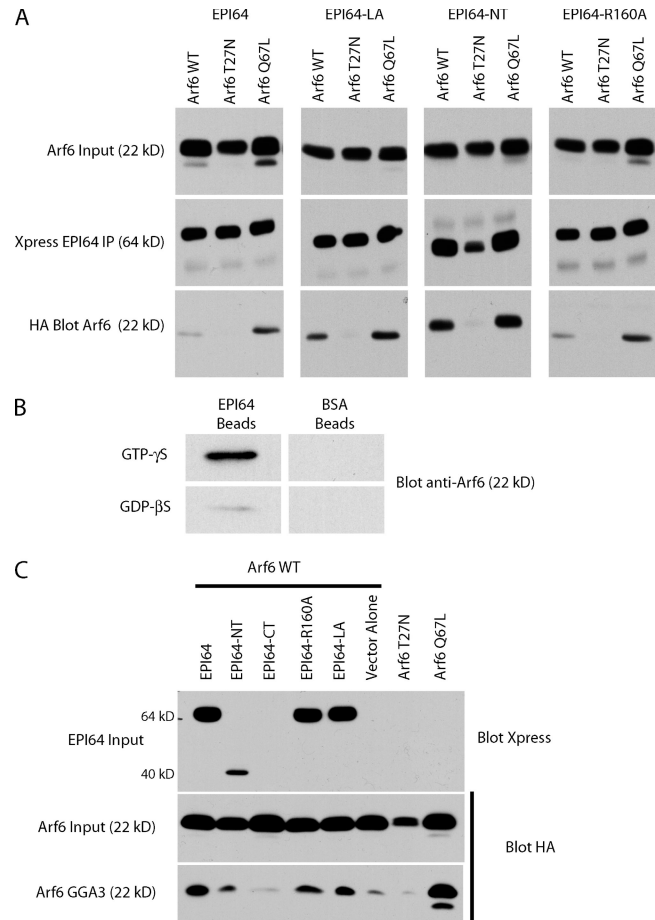 A
EPI64 EPI64-LA EPI64-NT EPI64-R160A
Arf6 WT Arf6 T27N Arf6 Q67L Arf6 WT Arf6 T27N Arf6 Q67L Arf6 WT Arf6 T27N Arf6 Q67L Arf6 WT Arf6 T27N Arf6 Q67L
Arf6 Input (22 kD)
Xpress EPI64 IP (64 kD)
HA Blot Arf6 (22 kD)
B
EPI64 BSA
Beads Beads
GTP-γS
Blot anti-Arf6 (22 kD)
GDP-βS
C
Arf6 WT
EPI64 EPI64-NT EPI64-CT EPI64-R160A EPI64-LA Vector Alone Arf6 T27N Arf6 Q67L
64 kD
EPI64 Input Blot Xpress
40 kD
Arf6 Input (22 kD)
Blot HA
Arf6 GGA3 (22 kD)